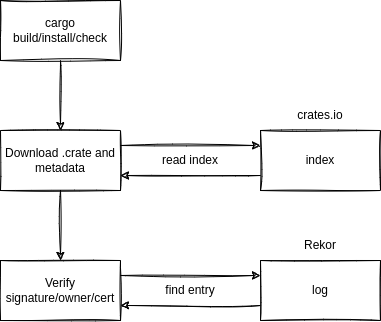 cargo
build/install/check
crates.io
Download .crate and
metadata
read index
index
Rekor
Verify
signature/owner/cert
find entry
log